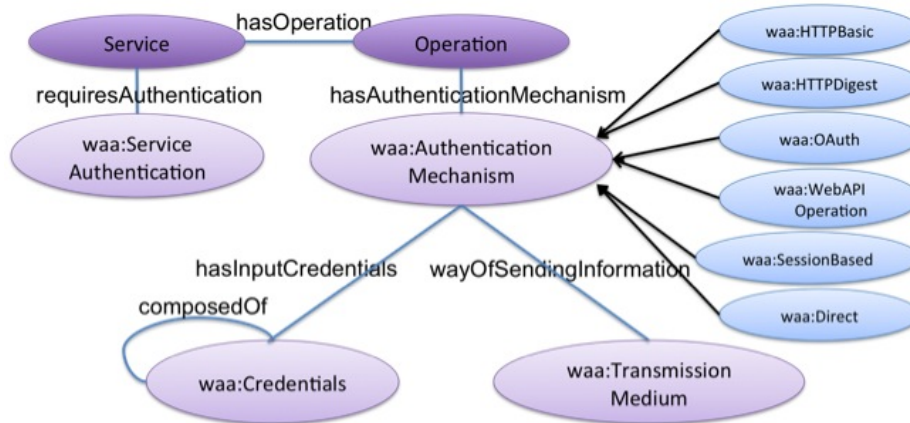 hasOperation
Service
Operation
waa:HTTPBasic
requiresAuthentication
hasAuthenticationMechanism
waa:HTTPDigest
waa:Service
Authentication
waa:Authentication
Mechanism
waa:OAuth
waa:WebAPI
Operation
waa:SessionBased
waa:Direct
hasInputCredentials
wayOfSendingInformation
composedOf
waa:Credentials
waa:Transmission
Medium